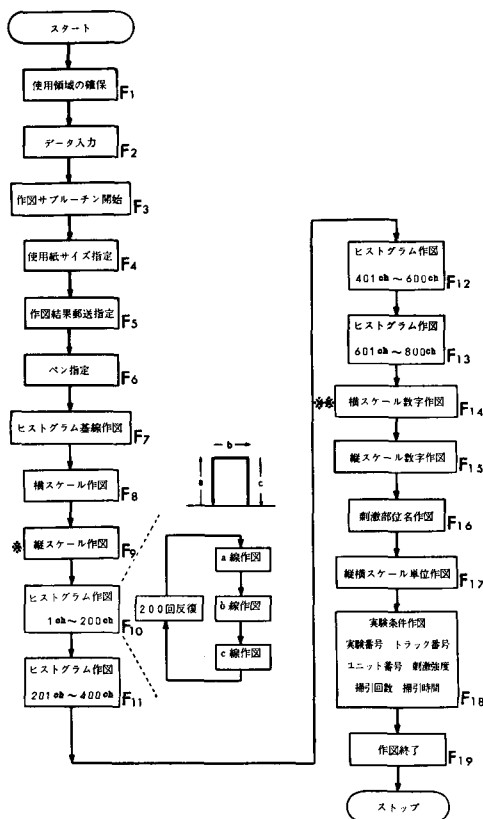 スタート
使用領域の確保 F1
データ入力 F2
作図サブルーチン開始 F3
使用紙サイズ指定 F4
作図結果郵送指定 F5
ペン指定 F6
ヒストグラム基線作図 F7
横スケール作図 F8
※ 縦スケール作図 F9
ヒストグラム作図
1ch～200ch F10
ヒストグラム作図
201ch～400ch F11
b
a
c
a線作図
b線作図
c線作図
200回反復
ヒストグラム作図
401ch～600ch F12
ヒストグラム作図
601ch～800ch F13
※※ 横スケール数字作図 F14
縦スケール数字作図 F15
刺激部位名作図 F16
縦横スケール単位作図 F17
実験条件作図
実験番号 トラック番号
ユニット番号 刺激強度
掃引回数 掃引時間 F18
作図終了 F19
ストップ